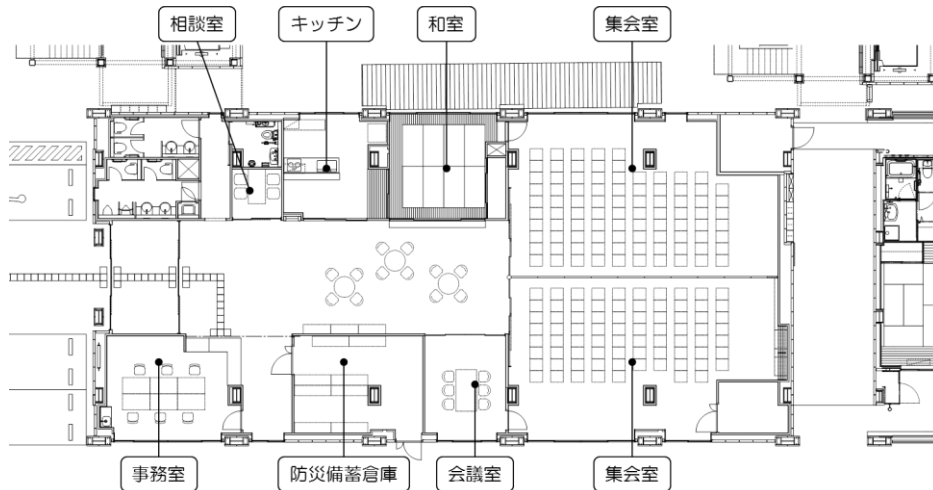 相談室
キッチン
和室
集会室
事務室
防災備蓄倉庫
会議室
集会室